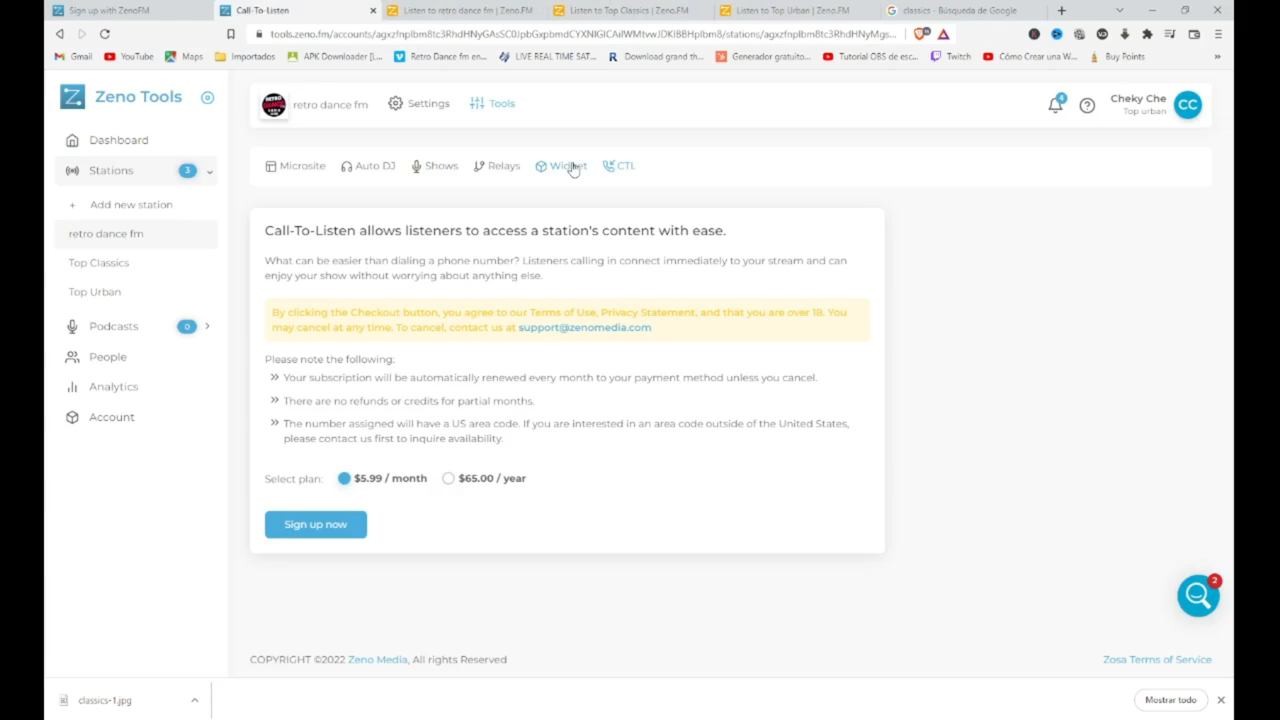 Sign up with ZenoFM
Call-To-Listen
Listen to retro dance fm | Zeno.FM
Listen to Top Classics | Zeno.FM
Listen to Top Urban | Zeno.FM
classics - Búsqueda de Google
Gmail
YouTube
Maps
Importados
APK Downloader [L...
Retro Dance fm en...
LIVE REAL TIME SAT...
Download grand th...
Generador gratuito...
Tutorial OBS de esc...
Twitch
Cómo Crear una W...
Buy Points
Zeno Tools
retro dance fm
Settings
Tools
4
Cheky Che
Top urban
CC
Dashboard
Stations 3
+ Add new station
retro dance fm
Top Classics
Top Urban
Podcasts 0
People
Analytics
Account
Microsite
Auto DJ
Shows
Relays
Widget
CTL
Call-To-Listen allows listeners to access a station's content with ease.
What can be easier than dialing a phone number? Listeners calling in connect immediately to your stream and can
enjoy your show without worrying about anything else.
By clicking the Checkout button, you agree to our Terms of Use, Privacy Statement, and that you are over 18. You
may cancel at any time. To cancel, contact us at support@zenomedia.com
Please note the following:
Your subscription will be automatically renewed every month to your payment method unless you cancel.
There are no refunds or credits for partial months.
The number assigned will have a US area code. If you are interested in an area code outside of the United States,
please contact us first to inquire availability.
Select plan: $5.99 / month $65.00 / year
Sign up now
2
COPYRIGHT ©2022 Zeno Media, All rights Reserved
Zosa Terms of Service
classics-1.jpg
Mostrar todo